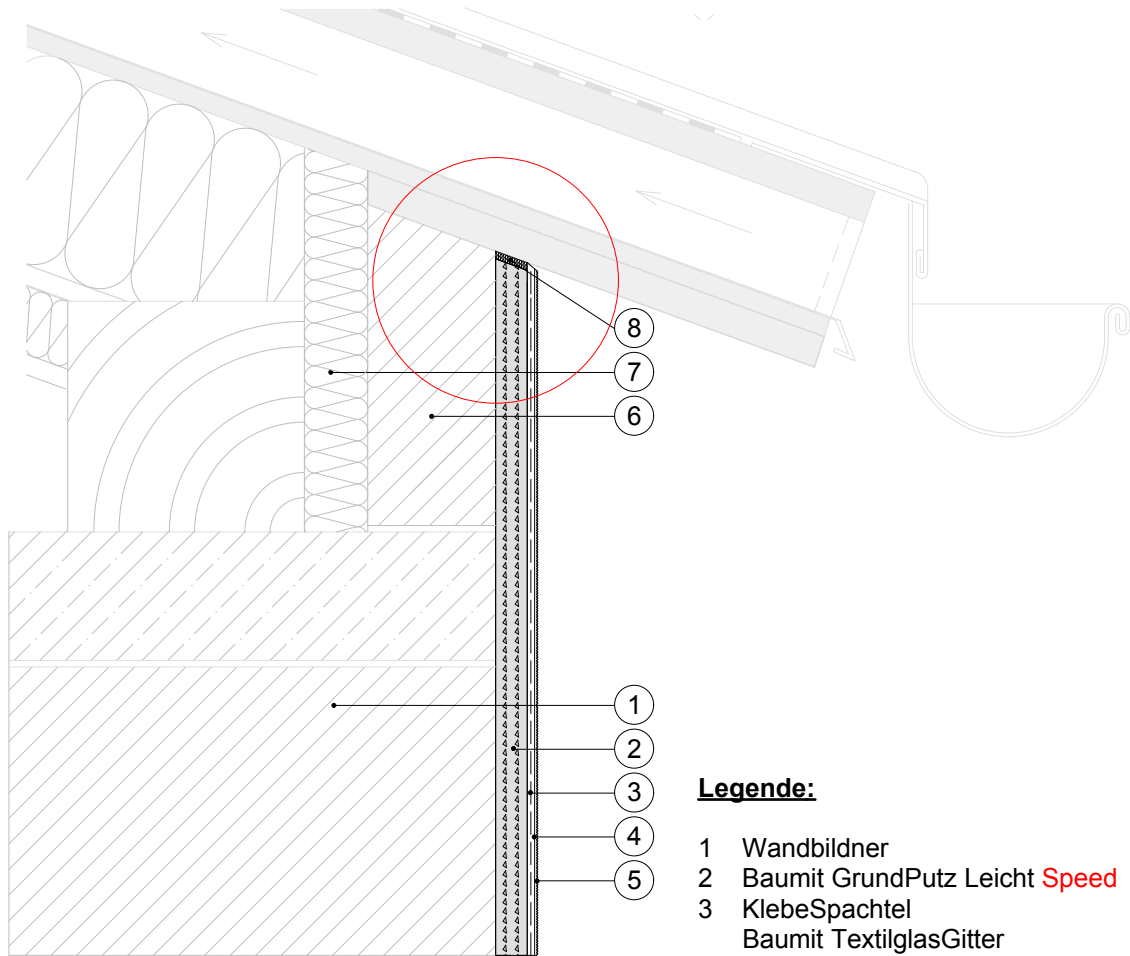 8
7
6
1
2
3
4
5
Legende:
1 Wandbildner
2 Baumit GrundPutz Leicht Speed
3 KlebeSpachtel
Baumit TextilglasGitter